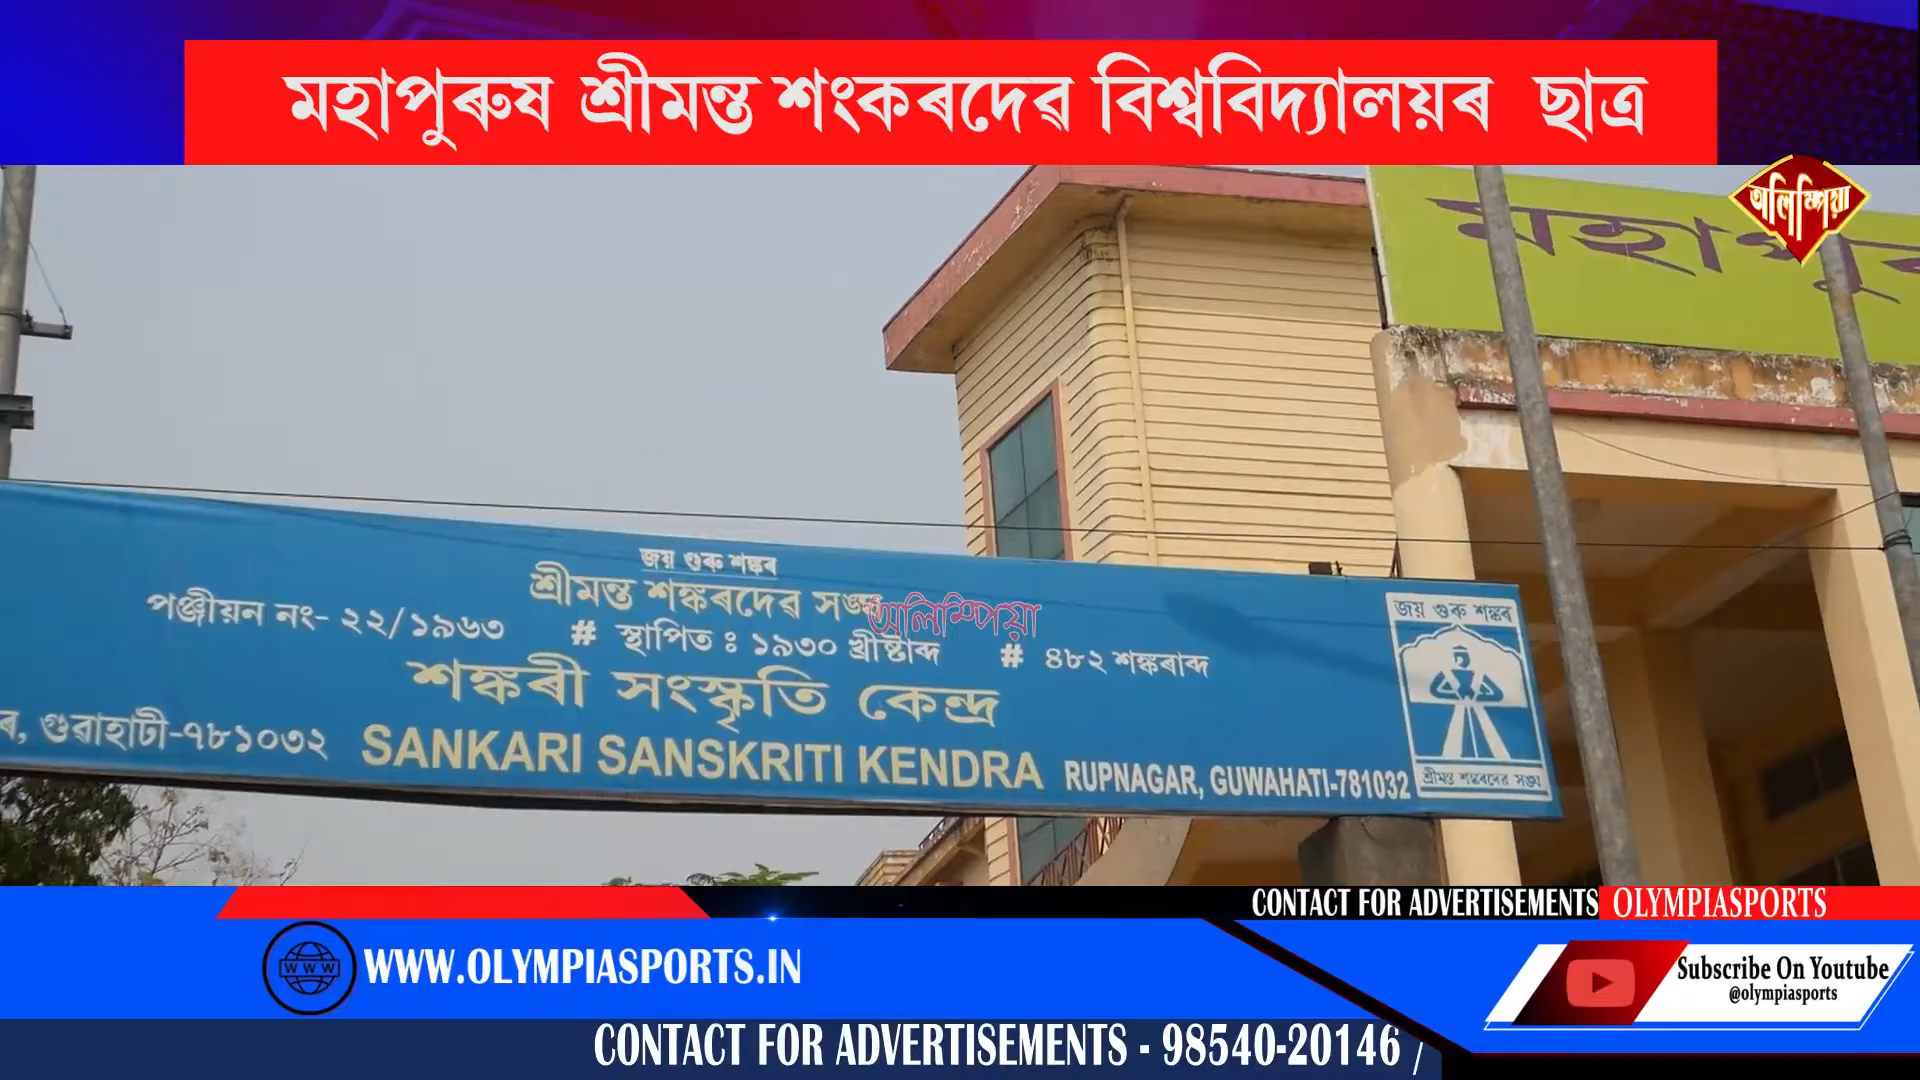 মহাপুৰুষ শ্ৰীমন্ত শংকৰদেৱ বিশ্ববিদ্যালয়ৰ ছাত্ৰ
অলিম্পিয়া
মহাপুৰ
জয় গুৰু শঙ্কৰ
শ্ৰীমন্ত শঙ্কৰদেৱ সঙ্ঘ
অলিম্পিয়া
পঞ্জীয়ন নং- ২২/১৯৬৩ # স্থাপিত : ১৯৩০ খ্ৰীষ্টাব্দ # ৪৮২ শঙ্কৰাব্দ
শঙ্কৰী সংস্কৃতি কেন্দ্ৰ
ৰ, গুৱাহাটী-৭৮১০৩২ SANKARI SANSKRITI KENDRA RUPNAGAR, GUWAHATI-781032
জয় গুৰু শঙ্কৰ
শ্ৰীমন্ত শঙ্কৰদেৱ সঙ্ঘ
CONTACT FOR ADVERTISEMENTS OLYMPIASPORTS
WWW
WWW.OLYMPIASPORTS.IN
Subscribe On Youtube
@olympiasports
CONTACT FOR ADVERTISEMENTS - 98540-20146 /